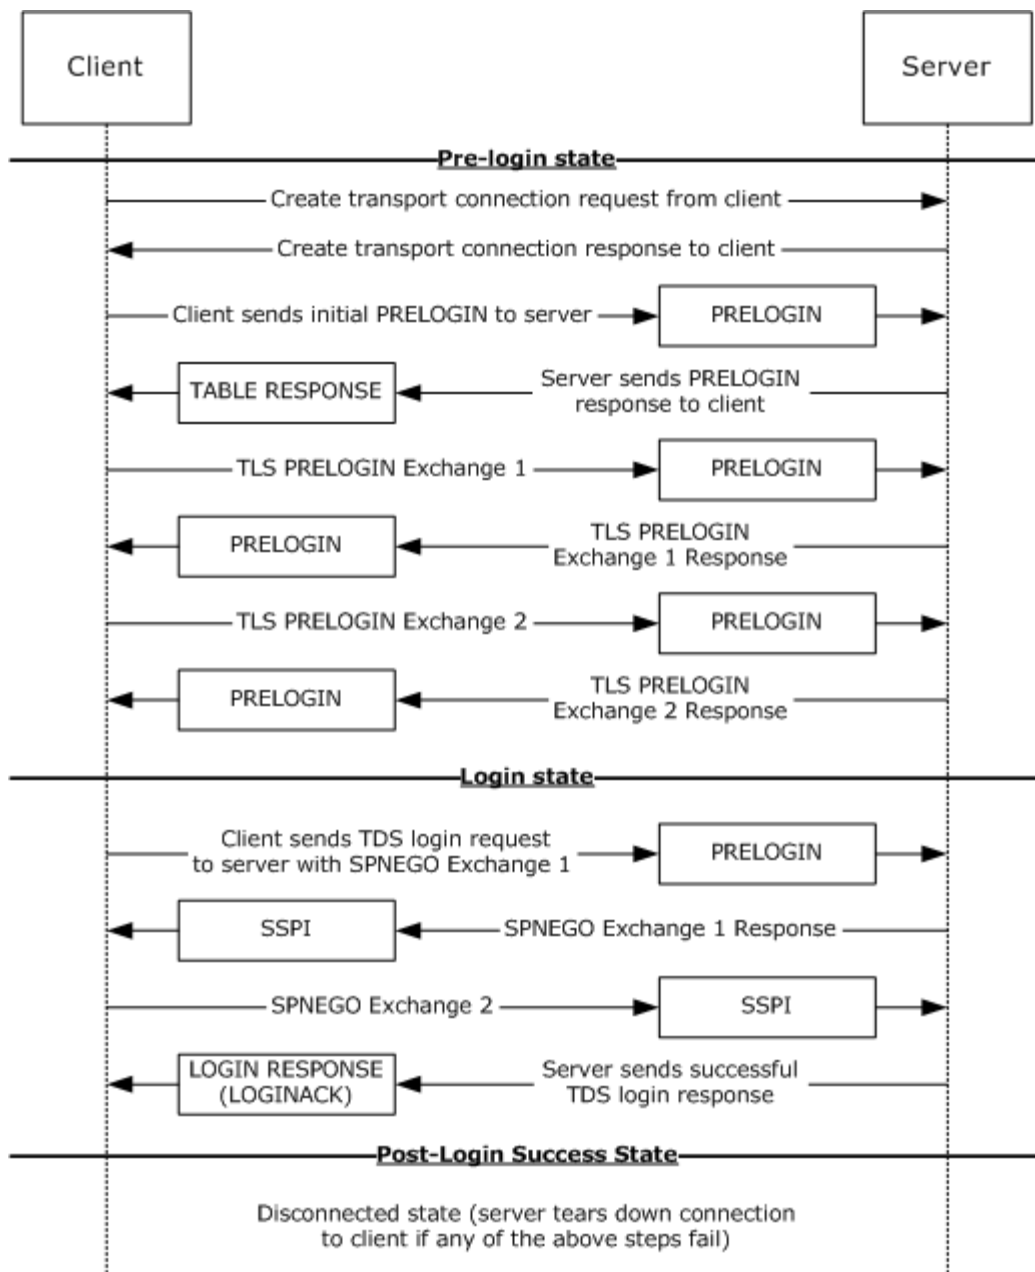 Client
Server
Pre-login state
Create transport connection request from client
Create transport connection response to client
Client sends initial PRELOGIN to server
PRELOGIN
TABLE RESPONSE
Server sends PRELOGIN
response to client
TLS PRELOGIN Exchange 1
PRELOGIN
PRELOGIN
TLS PRELOGIN
Exchange 1 Response
TLS PRELOGIN Exchange 2
PRELOGIN
PRELOGIN
TLS PRELOGIN
Exchange 2 Response
Login state
Client sends TDS login request
to server with SPNEGO Exchange 1
PRELOGIN
SSPI
SPNEGO Exchange 1 Response
SPNEGO Exchange 2
SSPI
LOGIN RESPONSE
(LOGINACK)
Server sends successful
TDS login response
Post-Login Success State
Disconnected state (server tears down connection
to client if any of the above steps fail)